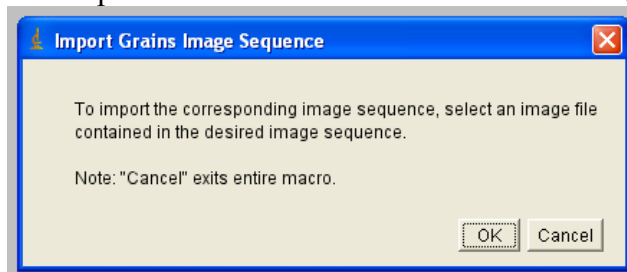 Import Grains Image Sequence
To import the corresponding image sequence, select an image file
contained in the desired image sequence.
Note: "Cancel" exits entire macro.
OK Cancel